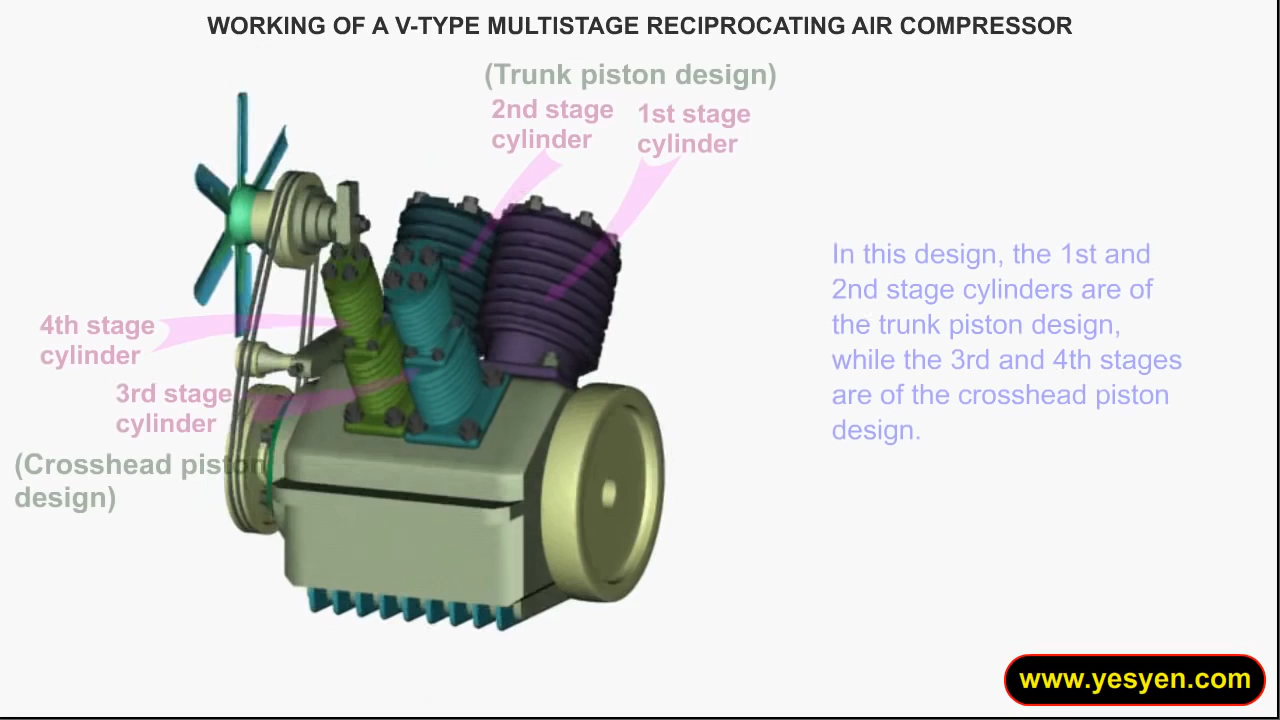 WORKING OF A V-TYPE MULTISTAGE RECIPROCATING AIR COMPRESSOR
(Trunk piston design)
2nd stage
cylinder
1st stage
cylinder
In this design, the 1st and
2nd stage cylinders are of
the trunk piston design,
while the 3rd and 4th stages
are of the crosshead piston
design.
4th stage
cylinder
3rd stage
cylinder
(Crosshead piston
design)
www.yesyen.com